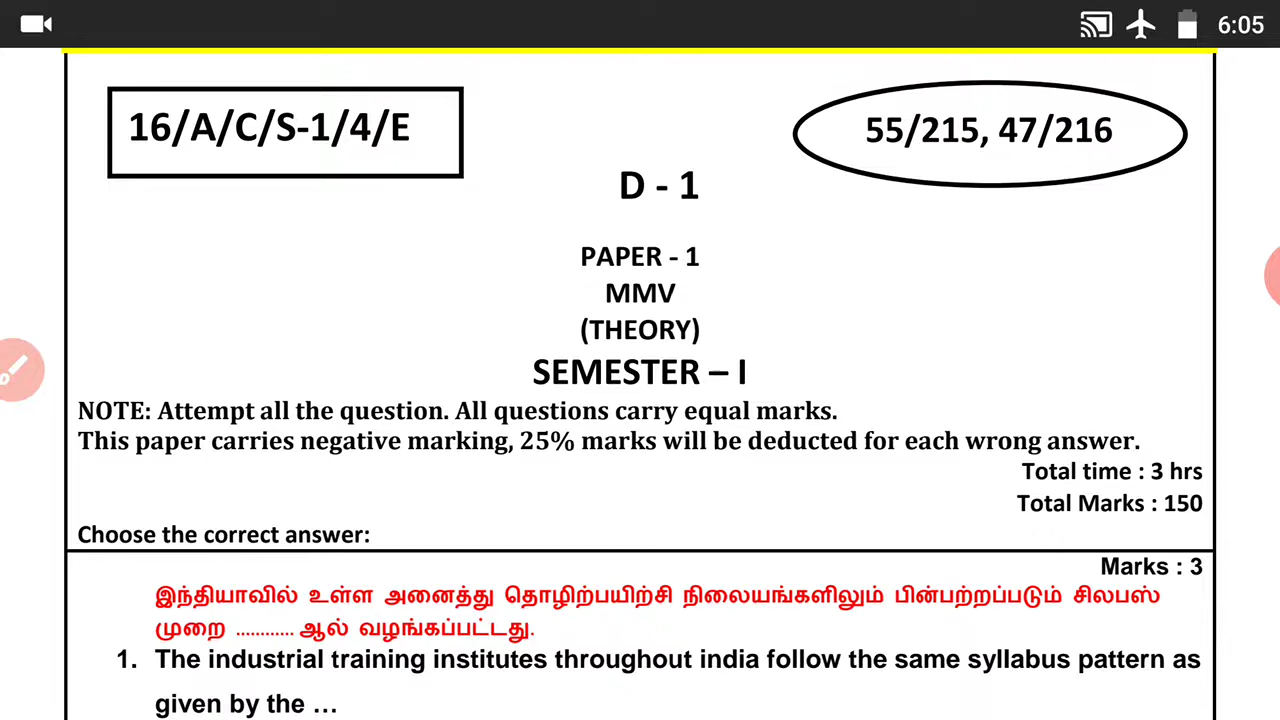 6:05
16/A/C/S-1/4/E
55/215, 47/216
D - 1
PAPER - 1
MMV
(THEORY)
SEMESTER – I
NOTE: Attempt all the question. All questions carry equal marks.
This paper carries negative marking, 25% marks will be deducted for each wrong answer.
Total time : 3 hrs
Total Marks : 150
Choose the correct answer:
Marks : 3
இந்தியாவில் உள்ள அனைத்து தொழிற்பயிற்சி நிலையங்களிலும் பின்பற்றப்படும் சிலபஸ்
முறை ............ ஆல் வழங்கப்பட்டது.
1. The industrial training institutes throughout india follow the same syllabus pattern as
given by the ...